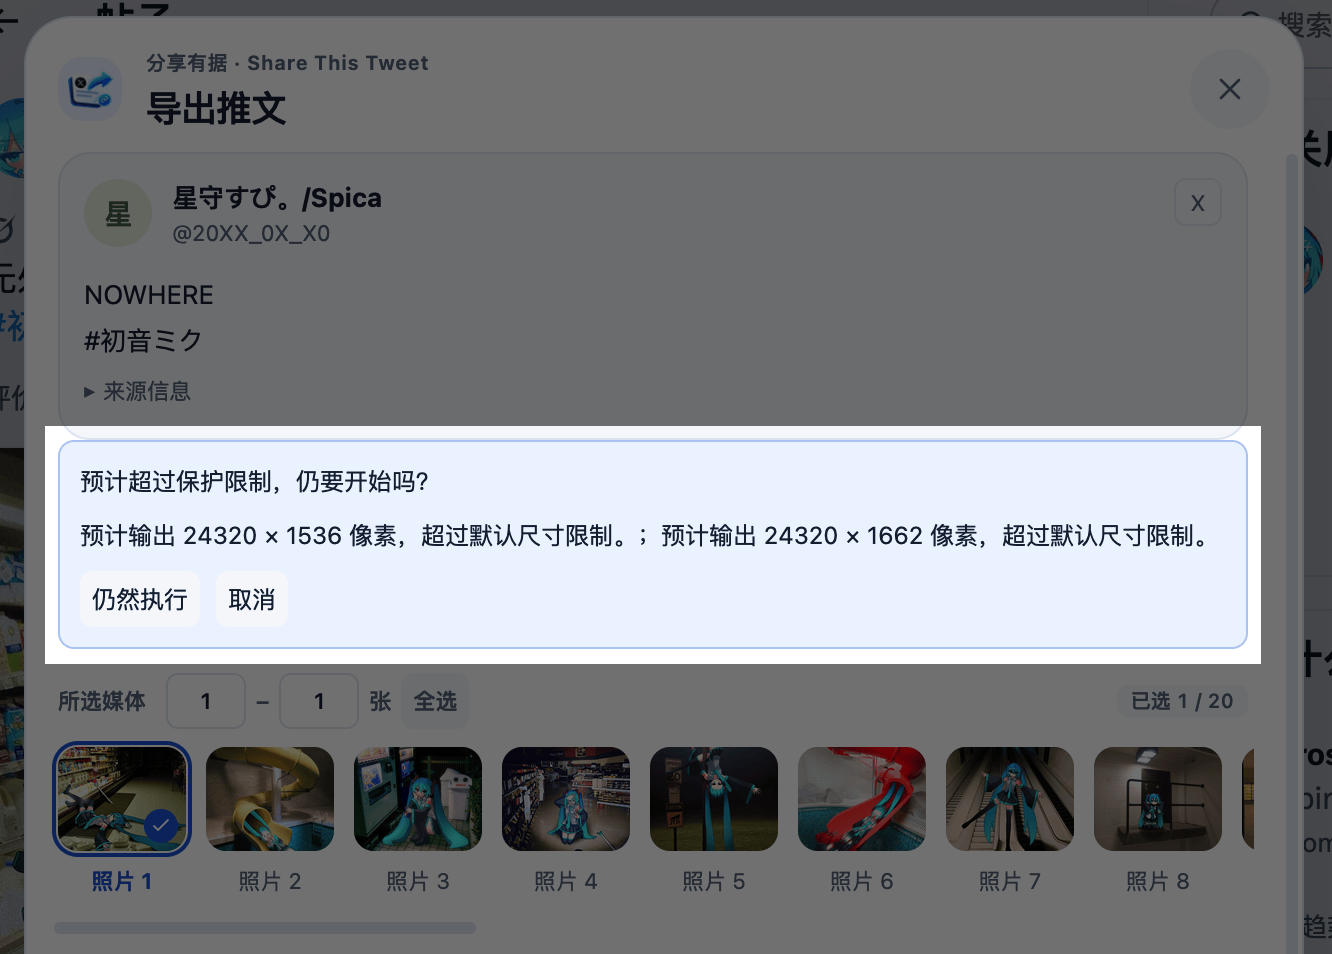 帖子
搜索
分享有据 · Share This Tweet
导出推文
星
星守すぴ。/Spica
@20XX_0X_X0
X
NOWHERE
#初音ミク
▸ 来源信息
预计超过保护限制，仍要开始吗？
预计输出 24320 × 1536 像素，超过默认尺寸限制。；预计输出 24320 × 1662 像素，超过默认尺寸限制。
仍然执行
取消
所选媒体 1 – 1 张 全选
已选 1 / 20
照片 1
照片 2
照片 3
照片 4
照片 5
照片 6
照片 7
照片 8